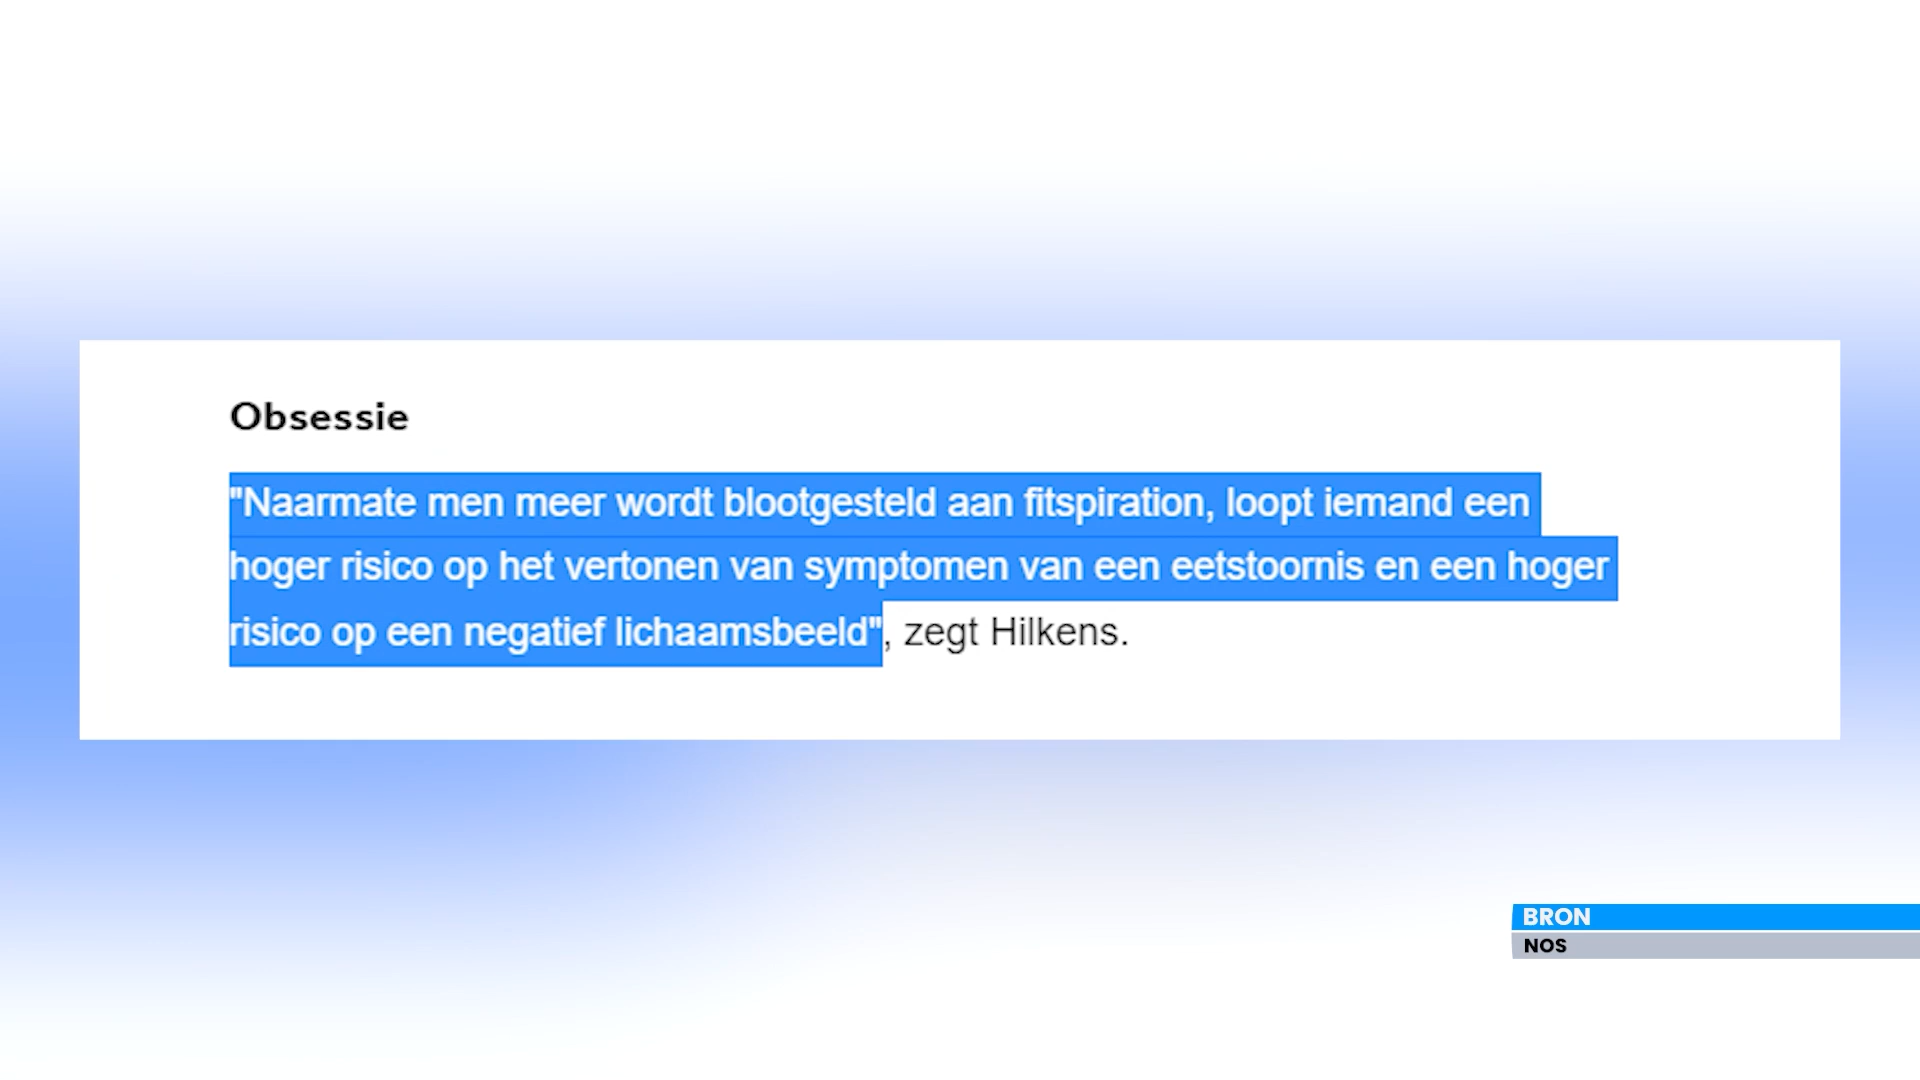 Obsessie
"Naarmate men meer wordt blootgesteld aan fitspiration, loopt iemand een
hoger risico op het vertonen van symptomen van een eetstoornis en een hoger
risico op een negatief lichaamsbeeld", zegt Hilkens.
BRON
NOS